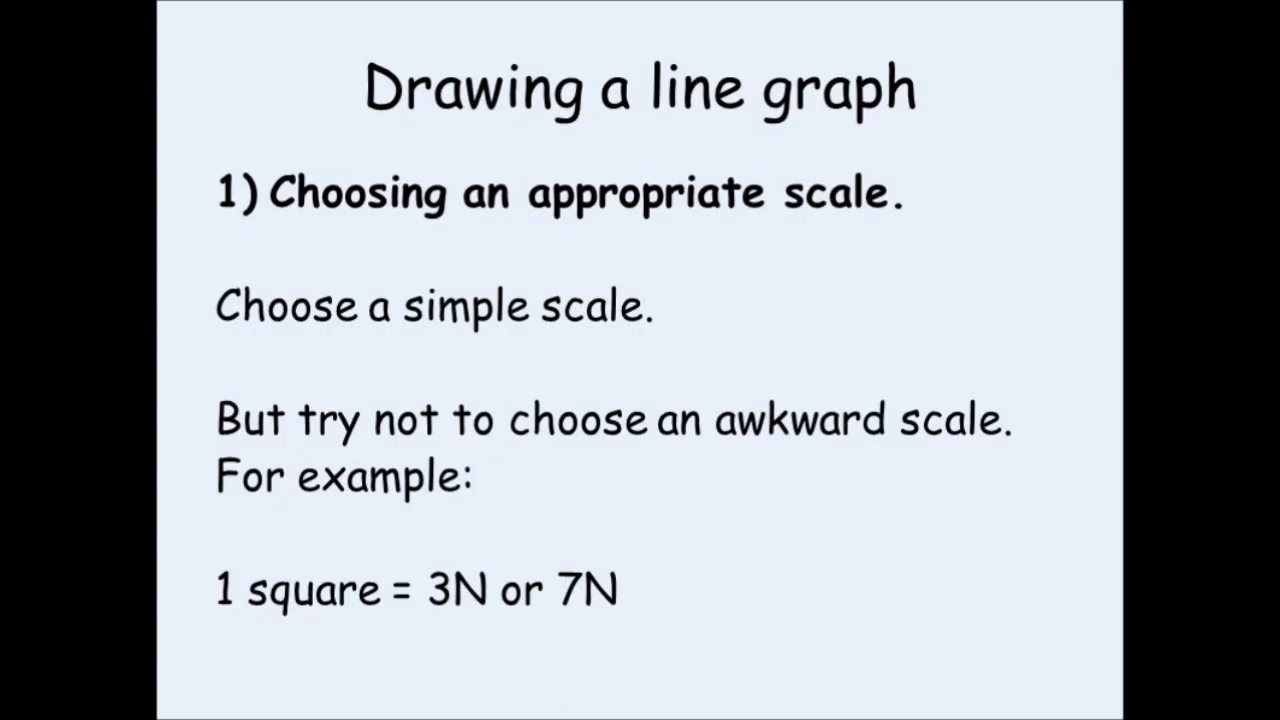 Drawing a line graph
1) Choosing an appropriate scale.
Choose a simple scale.
But try not to choose an awkward scale.
For example:
1 square = 3N or 7N